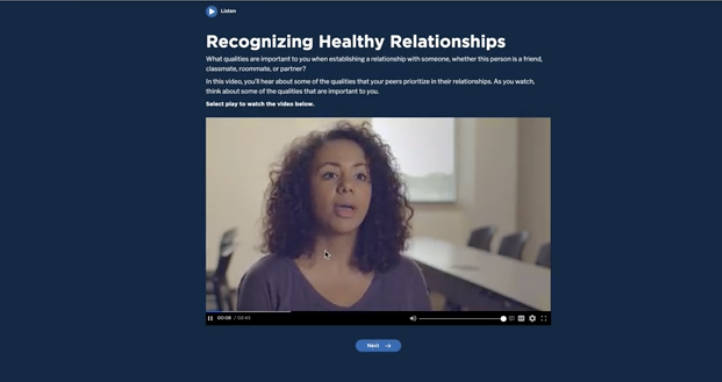 Listen
Recognizing Healthy Relationships
What qualities are important to you when establishing a relationship with someone, whether this person is a friend,
classmate, roommate, or partner?
In this video, you'll hear about some of the qualities that your peers prioritize in their relationships. As you watch,
think about some of the qualities that are important to you.
Select play to watch the video below.
00:08 / 02:43
Next